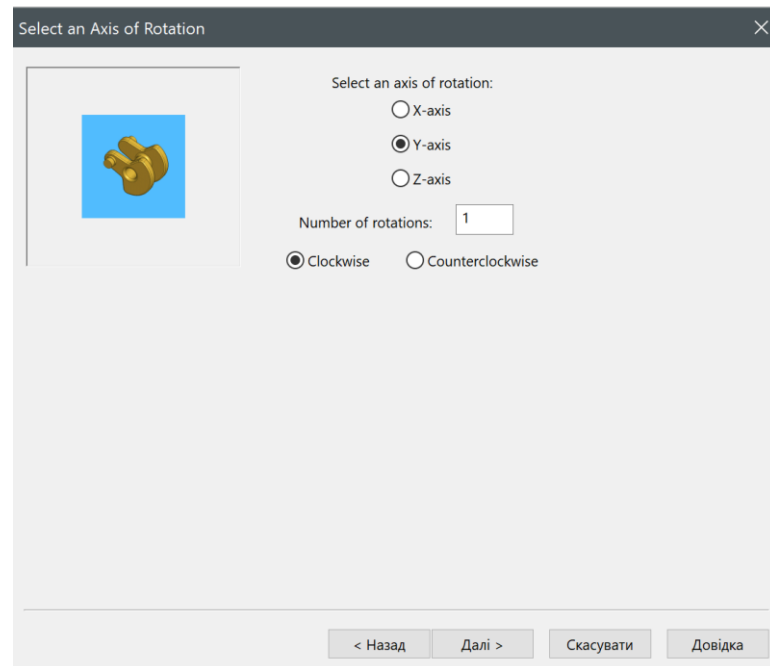 Select an Axis of Rotation
Select an axis of rotation:
X-axis
Y-axis
Z-axis
Number of rotations: 1
Clockwise Counterclockwise
< Назад Далі > Скасувати Довідка